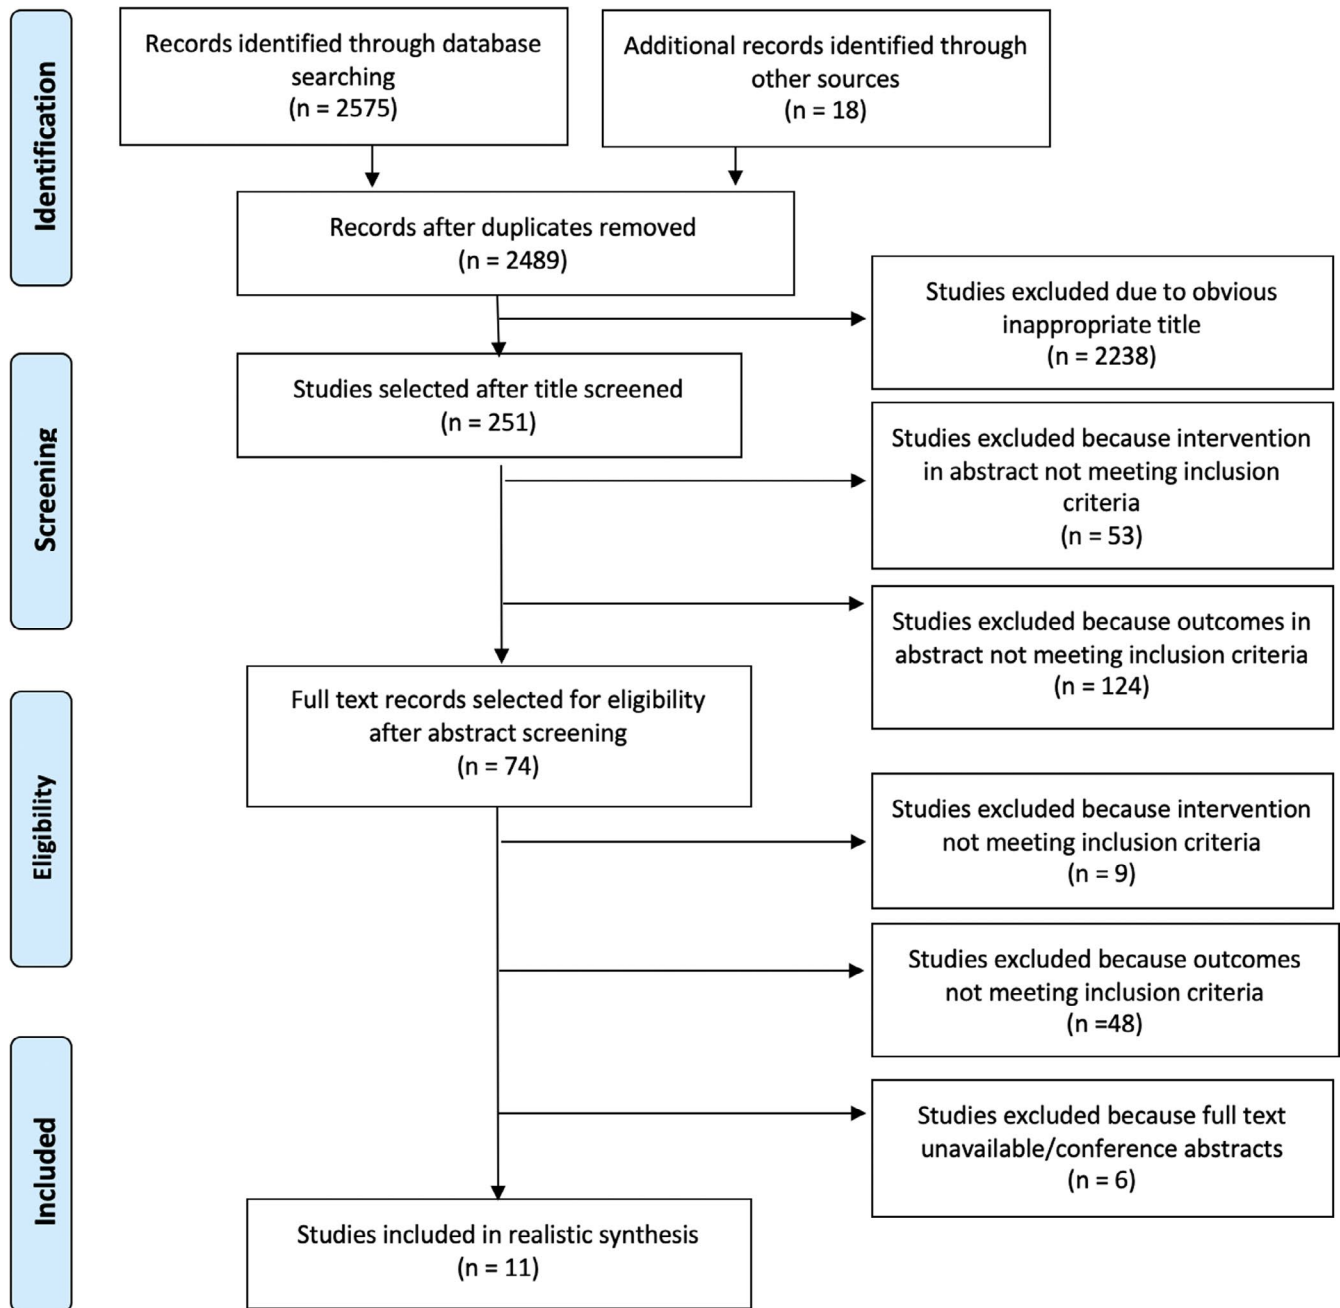 Identification
Records identified through database
searching
(n = 2575)
Additional records identified through
other sources
(n = 18)
Records after duplicates removed
(n = 2489)
Studies excluded due to obvious
inappropriate title
(n = 2238)
Screening
Studies selected after title screened
(n = 251)
Studies excluded because intervention
in abstract not meeting inclusion
criteria
(n = 53)
Studies excluded because outcomes in
abstract not meeting inclusion criteria
(n = 124)
Eligibility
Full text records selected for eligibility
after abstract screening
(n = 74)
Studies excluded because intervention
not meeting inclusion criteria
(n = 9)
Studies excluded because outcomes
not meeting inclusion criteria
(n =48)
Included
Studies excluded because full text
unavailable/conference abstracts
(n = 6)
Studies included in realistic synthesis
(n = 11)